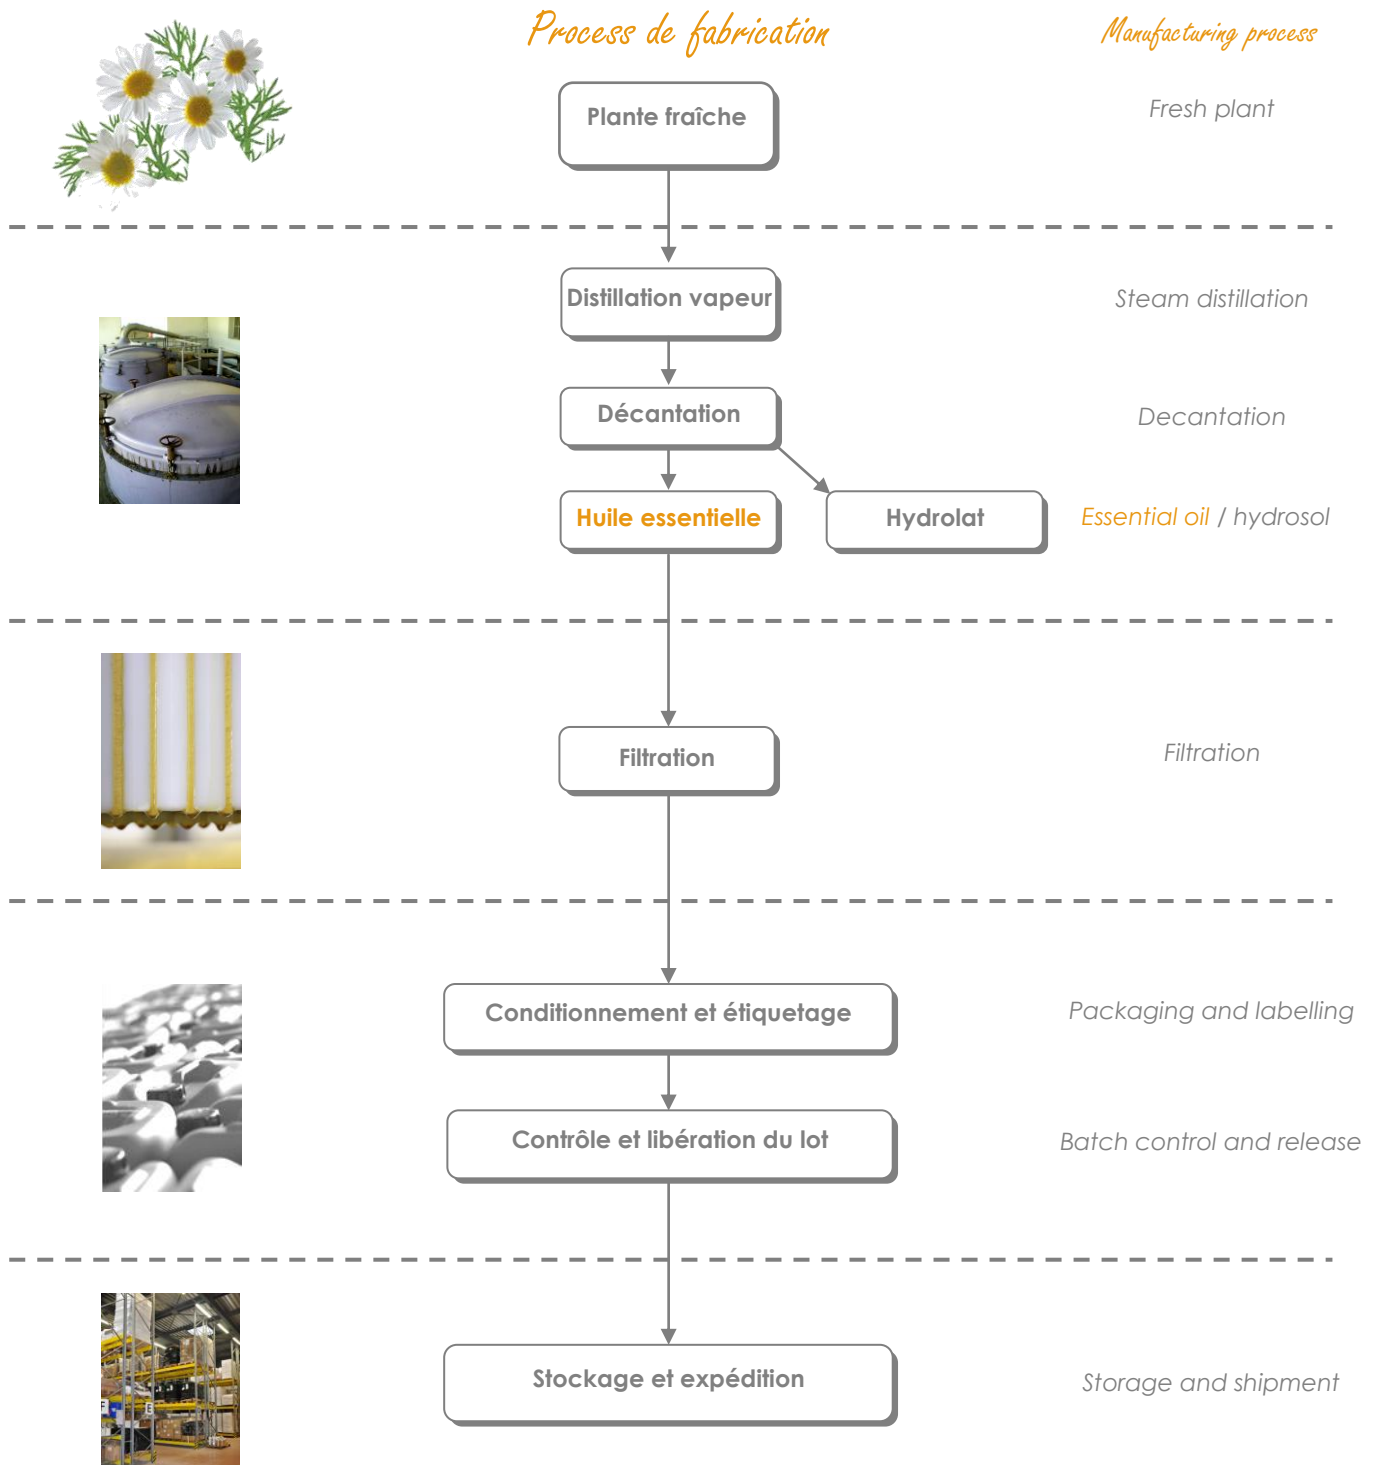 Process de fabrication
Manufacturing process
Plante fraîche
Fresh plant
Distillation vapeur
Steam distillation
Décantation
Decantation
Huile essentielle
Hydrolat
Essential oil / hydrosol
Filtration
Filtration
Conditionnement et étiquetage
Packaging and labelling
Contrôle et libération du lot
Batch control and release
Stockage et expédition
Storage and shipment
F
E